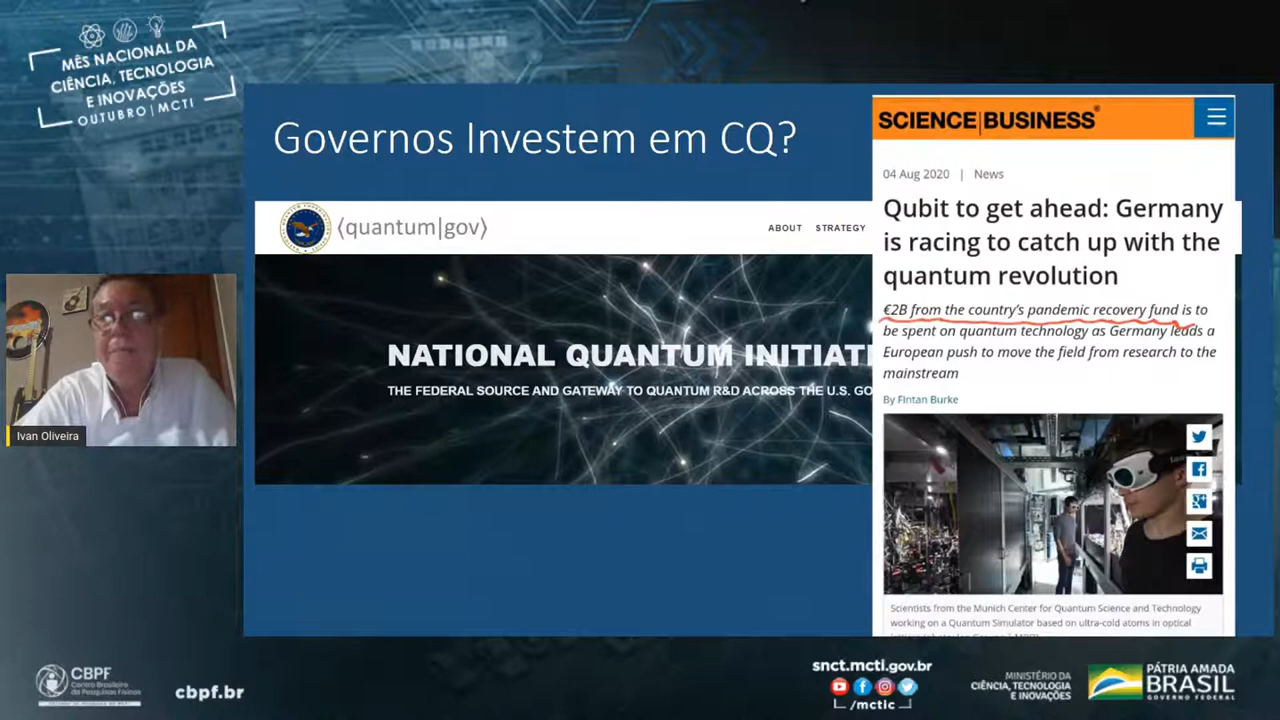 MÊS NACIONAL DA
CIÊNCIA, TECNOLOGIA
E INOVAÇÕES
OUTUBRO | MCTI
Governos Investem em CQ?
⟨quantum|gov⟩
ABOUT STRATEGY
NATIONAL QUANTUM INITIATI
THE FEDERAL SOURCE AND GATEWAY TO QUANTUM R&D ACROSS THE U.S. GO
SCIENCE|BUSINESS®
04 Aug 2020 | News
Qubit to get ahead: Germany
is racing to catch up with the
quantum revolution
€2B from the country's pandemic recovery fund is to
be spent on quantum technology as Germany leads a
European push to move the field from research to the
mainstream
By Fintan Burke
Scientists from the Munich Center for Quantum Science and Technology
working on a Quantum Simulator based on ultra-cold atoms in optical
Ivan Oliveira
CBPF
Centro Brasileiro
de Pesquisas Físicas
cbpf.br
snct.mcti.gov.br
/mctic
MINISTÉRIO DA
CIÊNCIA, TECNOLOGIA
E INOVAÇÕES
PÁTRIA AMADA
BRASIL
GOVERNO FEDERAL